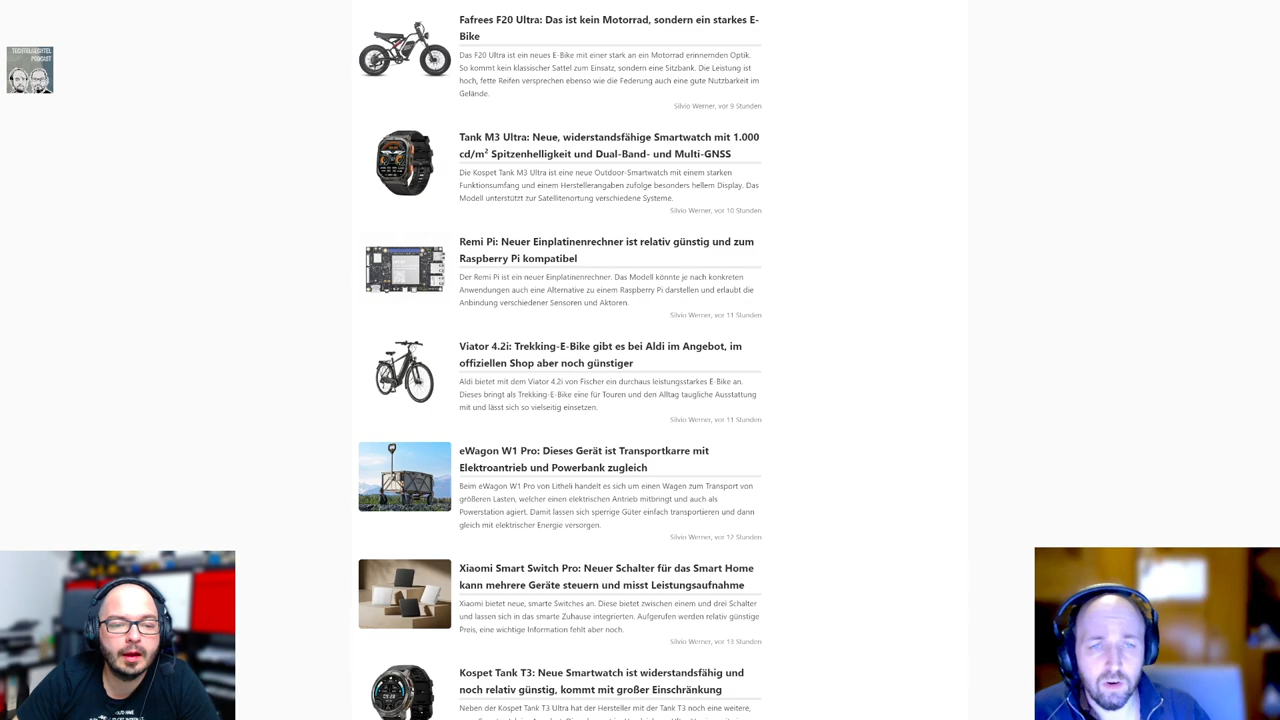 TECHTELMECHTEL
PODCAST
Fafrees F20 Ultra: Das ist kein Motorrad, sondern ein starkes E-
Bike
Das F20 Ultra ist ein neues E-Bike mit einer stark an ein Motorrad erinnernden Optik.
So kommt kein klassischer Sattel zum Einsatz, sondern eine Sitzbank. Die Leistung ist
hoch, fette Reifen versprechen ebenso wie die Federung auch eine gute Nutzbarkeit im
Gelände.
Silvio Werner, vor 9 Stunden
Tank M3 Ultra: Neue, widerstandsfähige Smartwatch mit 1.000
cd/m² Spitzenhelligkeit und Dual-Band- und Multi-GNSS
Die Kospet Tank M3 Ultra ist eine neue Outdoor-Smartwatch mit einem starken
Funktionsumfang und einem Herstellerangaben zufolge besonders hellem Display. Das
Modell unterstützt zur Satellitenortung verschiedene Systeme.
Silvio Werner, vor 10 Stunden
Remi Pi: Neuer Einplatinenrechner ist relativ günstig und zum
Raspberry Pi kompatibel
Der Remi Pi ist ein neuer Einplatinenrechner. Das Modell könnte je nach konkreten
Anwendungen auch eine Alternative zu einem Raspberry Pi darstellen und erlaubt die
Anbindung verschiedener Sensoren und Aktoren.
Silvio Werner, vor 11 Stunden
Viator 4.2i: Trekking-E-Bike gibt es bei Aldi im Angebot, im
offiziellen Shop aber noch günstiger
Aldi bietet mit dem Viator 4.2i von Fischer ein durchaus leistungsstarkes E-Bike an.
Dieses bringt als Trekking-E-Bike eine für Touren und den Alltag taugliche Ausstattung
mit und lässt sich so vielseitig einsetzen.
Silvio Werner, vor 11 Stunden
eWagon W1 Pro: Dieses Gerät ist Transportkarre mit
Elektroantrieb und Powerbank zugleich
Beim eWagon W1 Pro von Litheli handelt es sich um einen Wagen zum Transport von
größeren Lasten, welcher einen elektrischen Antrieb mitbringt und auch als
Powerstation agiert. Damit lassen sich sperrige Güter einfach transportieren und dann
gleich mit elektrischer Energie versorgen.
Silvio Werner, vor 12 Stunden
Xiaomi Smart Switch Pro: Neuer Schalter für das Smart Home
kann mehrere Geräte steuern und misst Leistungsaufnahme
Xiaomi bietet neue, smarte Switches an. Diese bietet zwischen einem und drei Schalter
und lassen sich in das smarte Zuhause integrierten. Aufgerufen werden relativ günstige
Preis, eine wichtige Information fehlt aber noch.
Silvio Werner, vor 13 Stunden
Kospet Tank T3: Neue Smartwatch ist widerstandsfähig und
noch relativ günstig, kommt mit großer Einschränkung
Neben der Kospet Tank T3 Ultra hat der Hersteller mit der Tank T3 noch eine weitere,